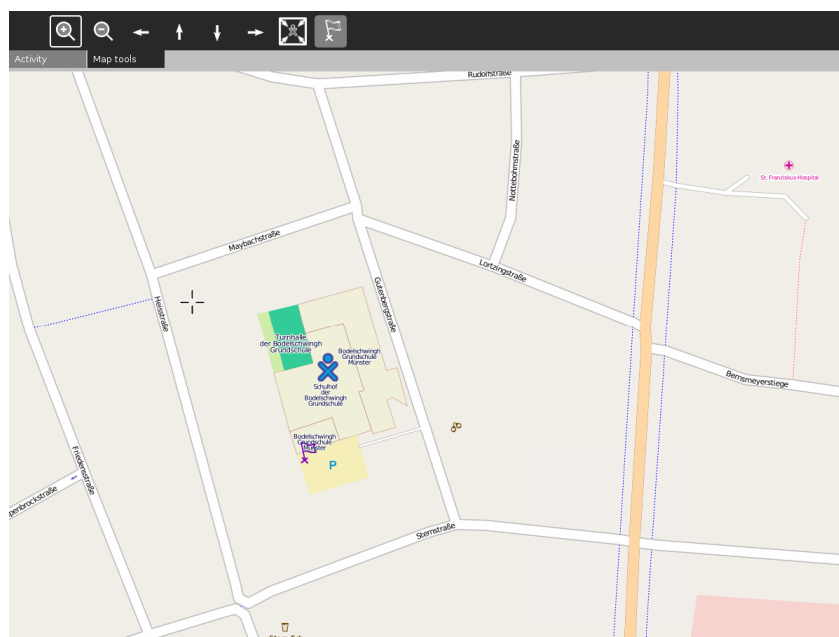 Activity
Map tools
Rudolfstraße
Nottebohmstraße
St. Franziskus-Hospital
Maybachstraße
Lortzingstraße
Heisstraße
Gutenbergstraße
Turnhalle
der Bodelschwingh
Grundschule
Bodelschwingh
Grundschule
Münster
Schulhof
der
Bodelschwingh
Grundschule
Bernsmeyerstiege
Bodelschwingh
Grundschule
Münster
P
Friedensstraße
Sternstraße